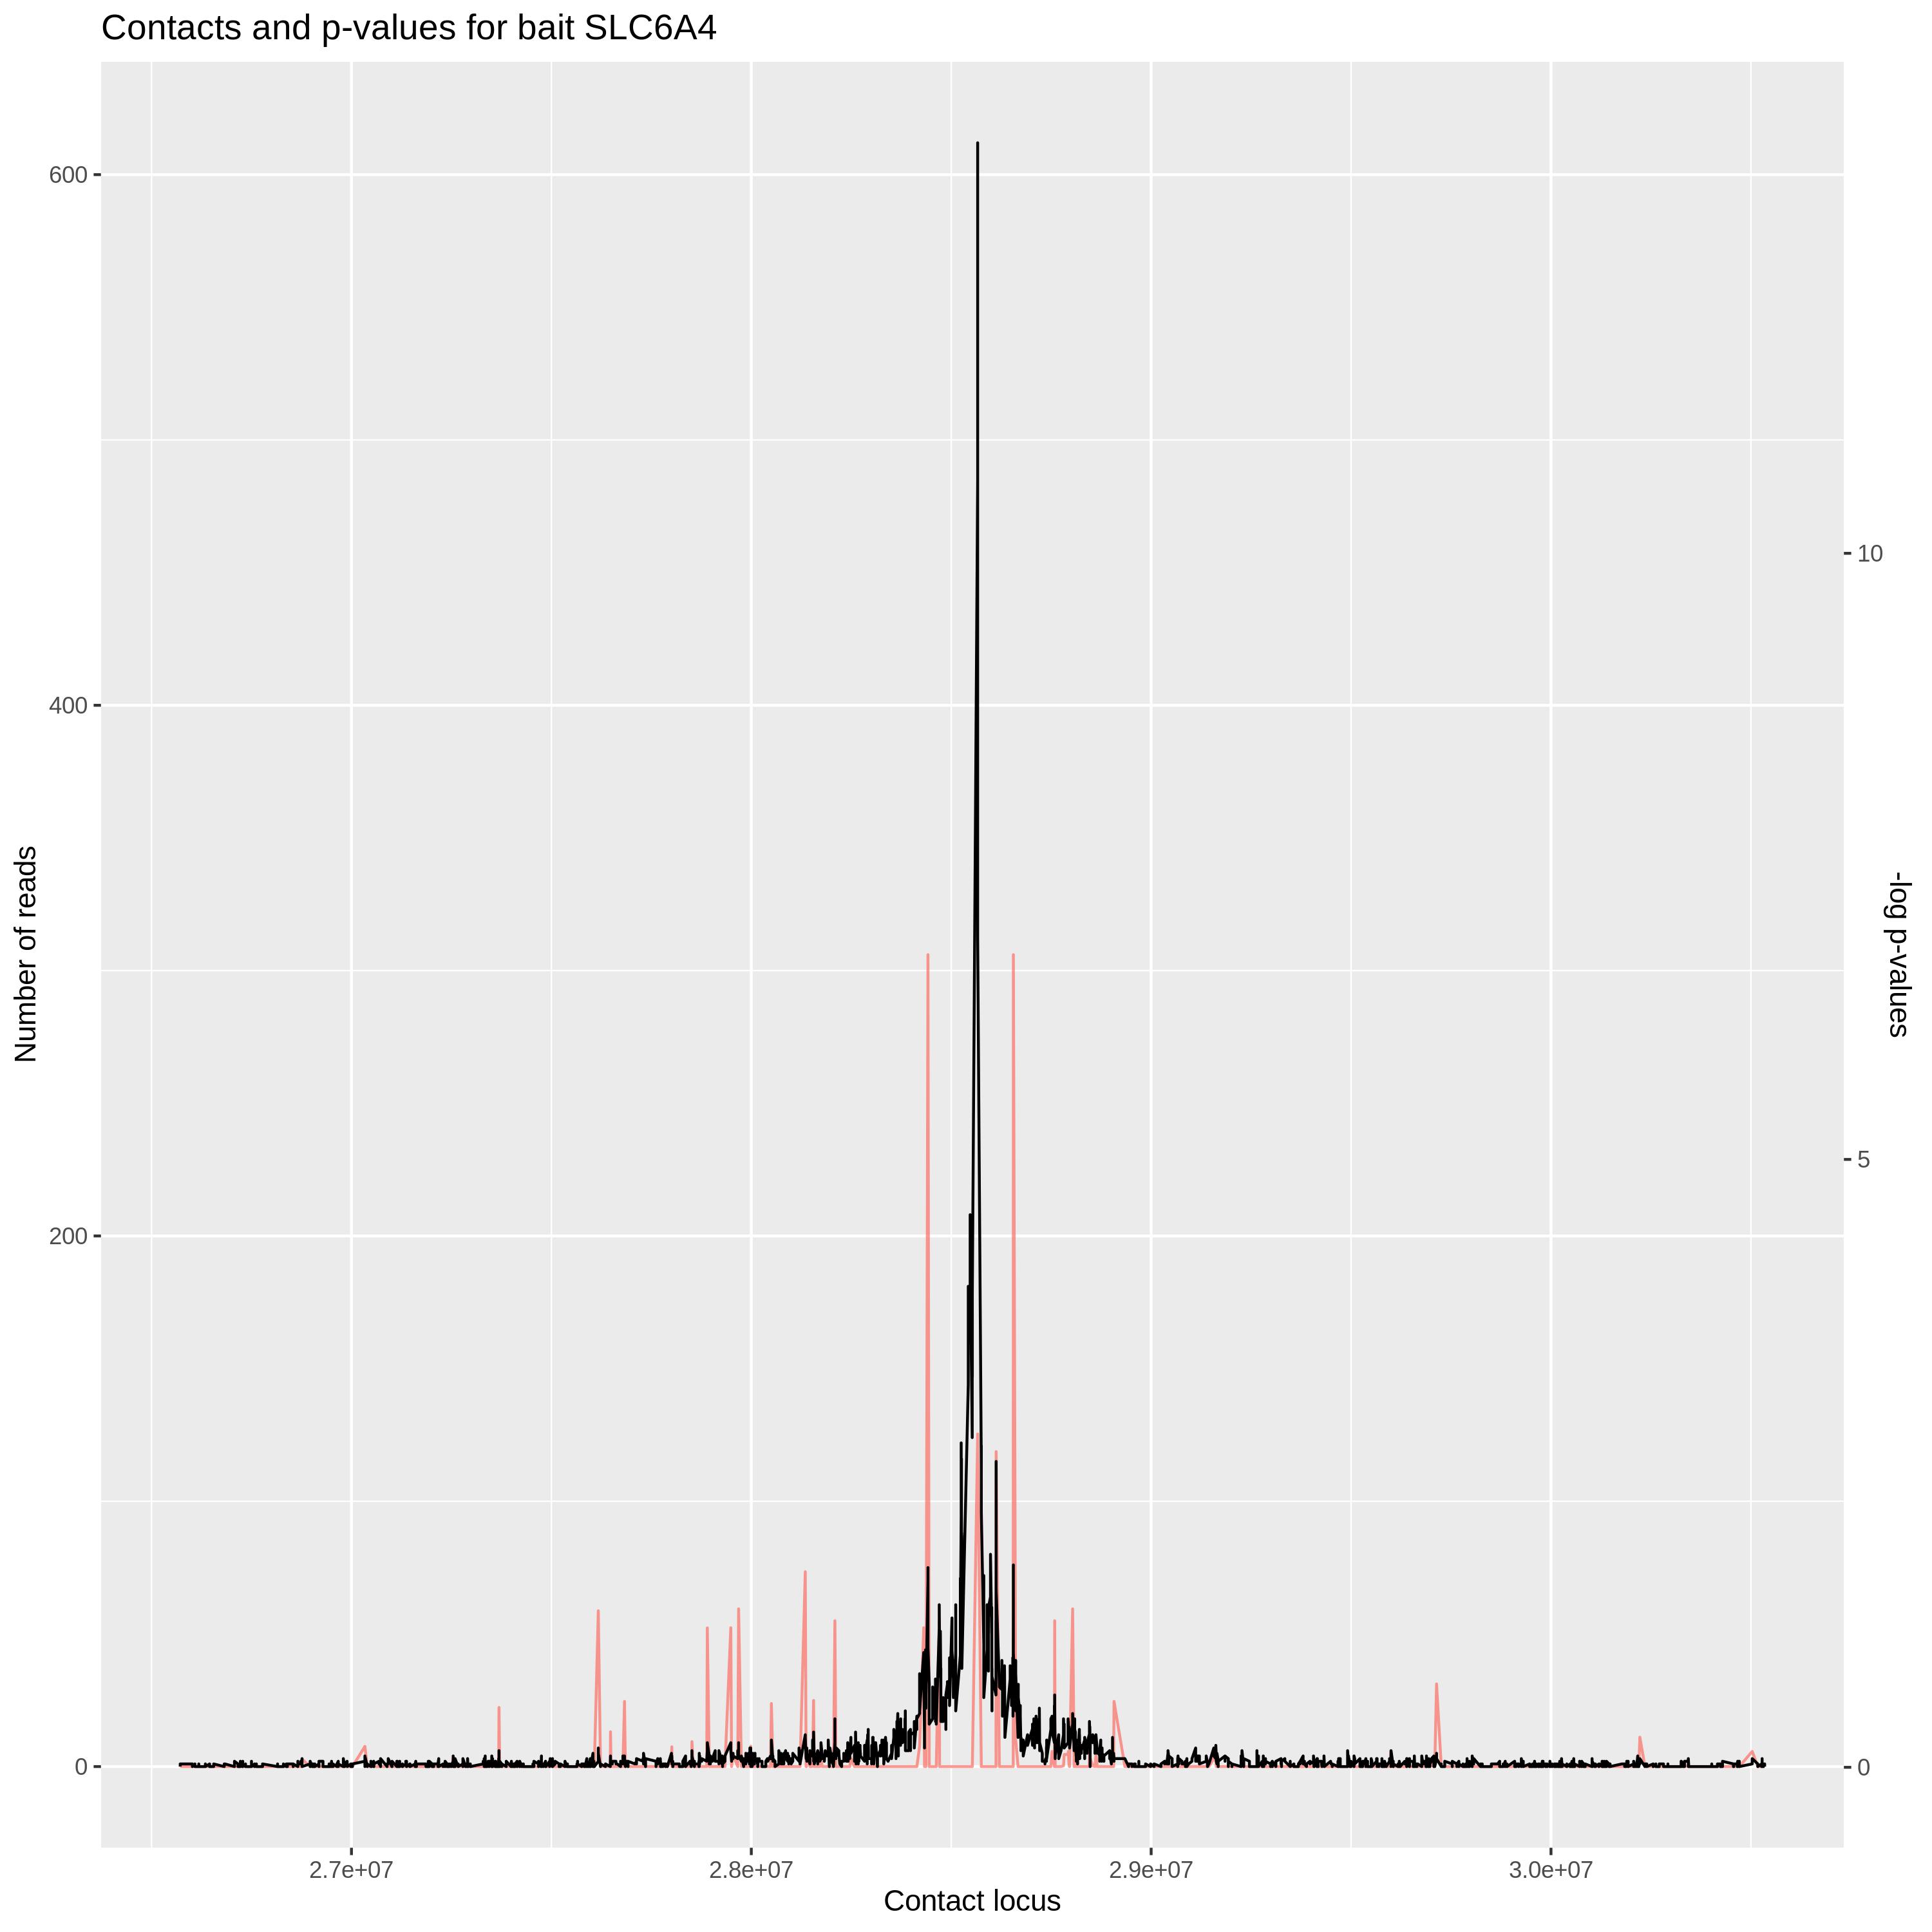 Contacts and p-values for bait SLC6A4
600
400
200
0
Number of reads
10
5
0
-log p-values
2.7e+07
2.8e+07
2.9e+07
3.0e+07
Contact locus